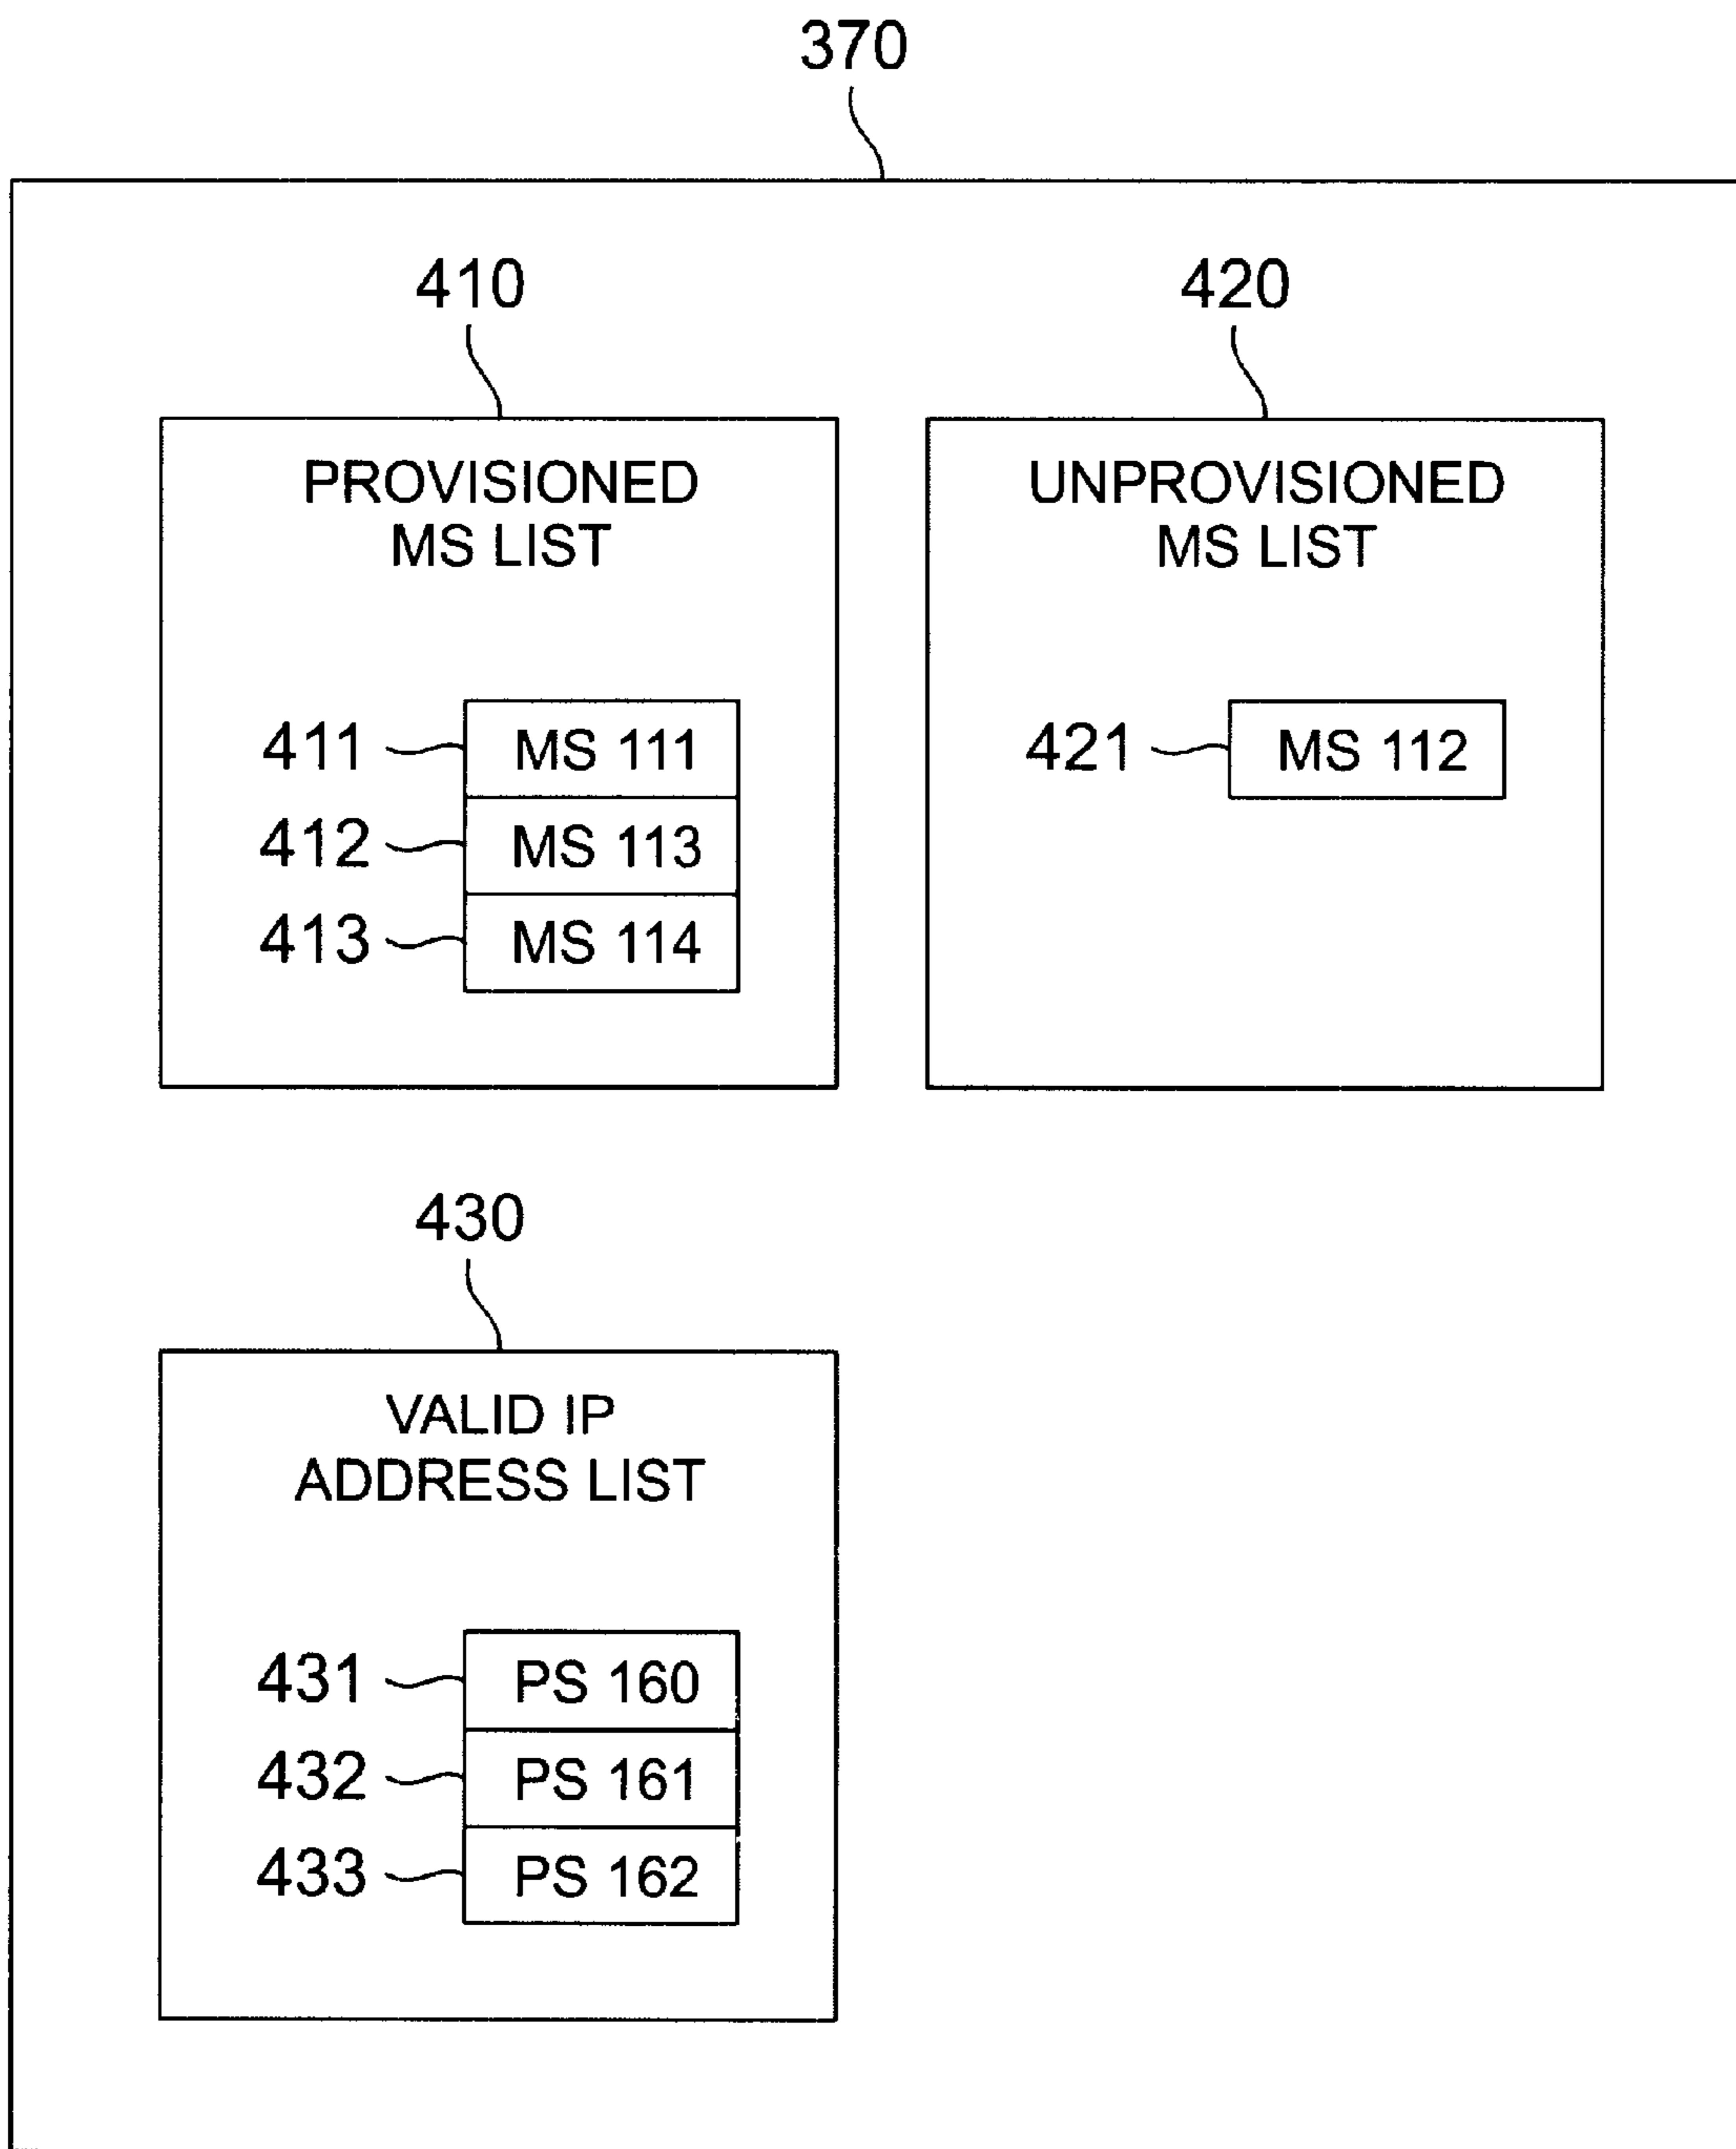 370
410
420
PROVISIONED
MS LIST
UNPROVISIONED
MS LIST
411 MS 111
412 MS 113
413 MS 114
421 MS 112
430
VALID IP
ADDRESS LIST
431 PS 160
432 PS 161
433 PS 162